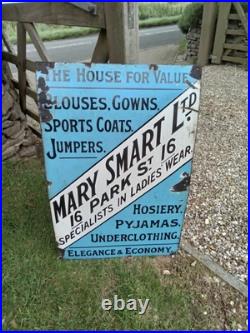 THE HOUSE FOR VALUE
BLOUSES, GOWNS,
SPORTS COATS,
JUMPERS.
MARY SMART LTD
16 PARK ST 16
SPECIALISTS IN LADIES' WEAR.
HOSIERY,
PYJAMAS,
UNDERCLOTHING.
ELEGANCE & ECONOMY.